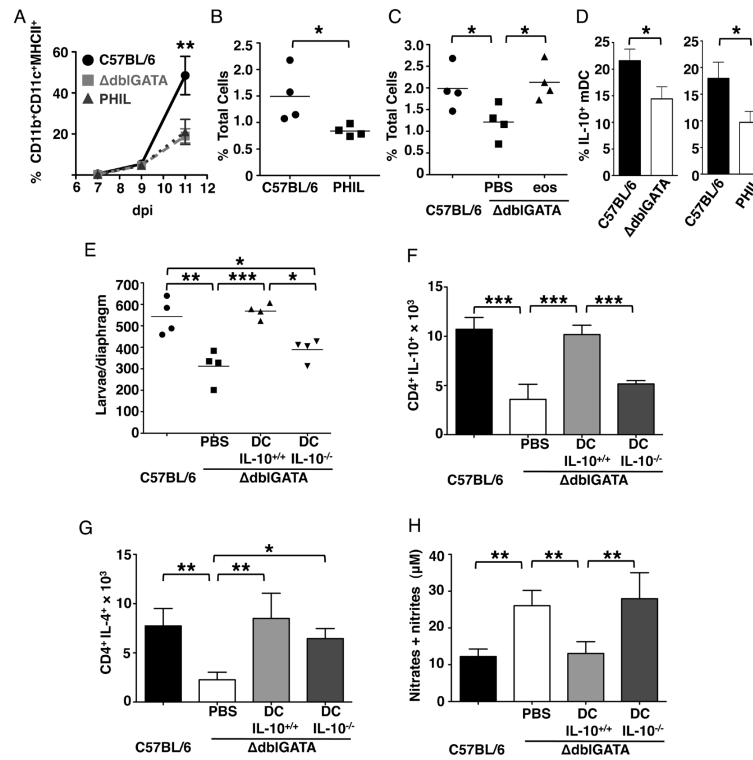 A
% CD11b⁺CD11c⁺MHCII⁺
60
40
20
**
C57BL/6
ΔdblGATA
PHIL
6 7 8 9 10 11 12
dpi
B
% Total Cells
2.5
2.0
1.5
1.0
0.5
0
*
C57BL/6 PHIL
C
% Total Cells
3.0
2.5
2.0
1.5
1.0
0.5
0
* *
PBS eos
C57BL/6 ΔdblGATA
D
% IL-10⁺ mDC
25
20
15
10
5
0
*
C57BL/6
ΔdblGATA
25
20
15
10
5
0
*
C57BL/6
PHIL
E
Larvae/diaphragm
700
600
500
400
300
200
100
0
*
** *** *
PBS DC DC
IL-10⁺/⁺ IL-10⁻/⁻
C57BL/6 ΔdblGATA
F
CD4⁺ IL-10⁺ × 10³
15
10
5
0
*** *** ***
PBS DC DC
IL-10⁺/⁺ IL-10⁻/⁻
C57BL/6 ΔdblGATA
G
CD4⁺ IL-4⁺ × 10³
15
10
5
0
*
** **
PBS DC DC
IL-10⁺/⁺ IL-10⁻/⁻
C57BL/6 ΔdblGATA
H
Nitrates + nitrites (µM)
40
30
20
10
0
** ** **
PBS DC DC
IL-10⁺/⁺ IL-10⁻/⁻
C57BL/6 ΔdblGATA